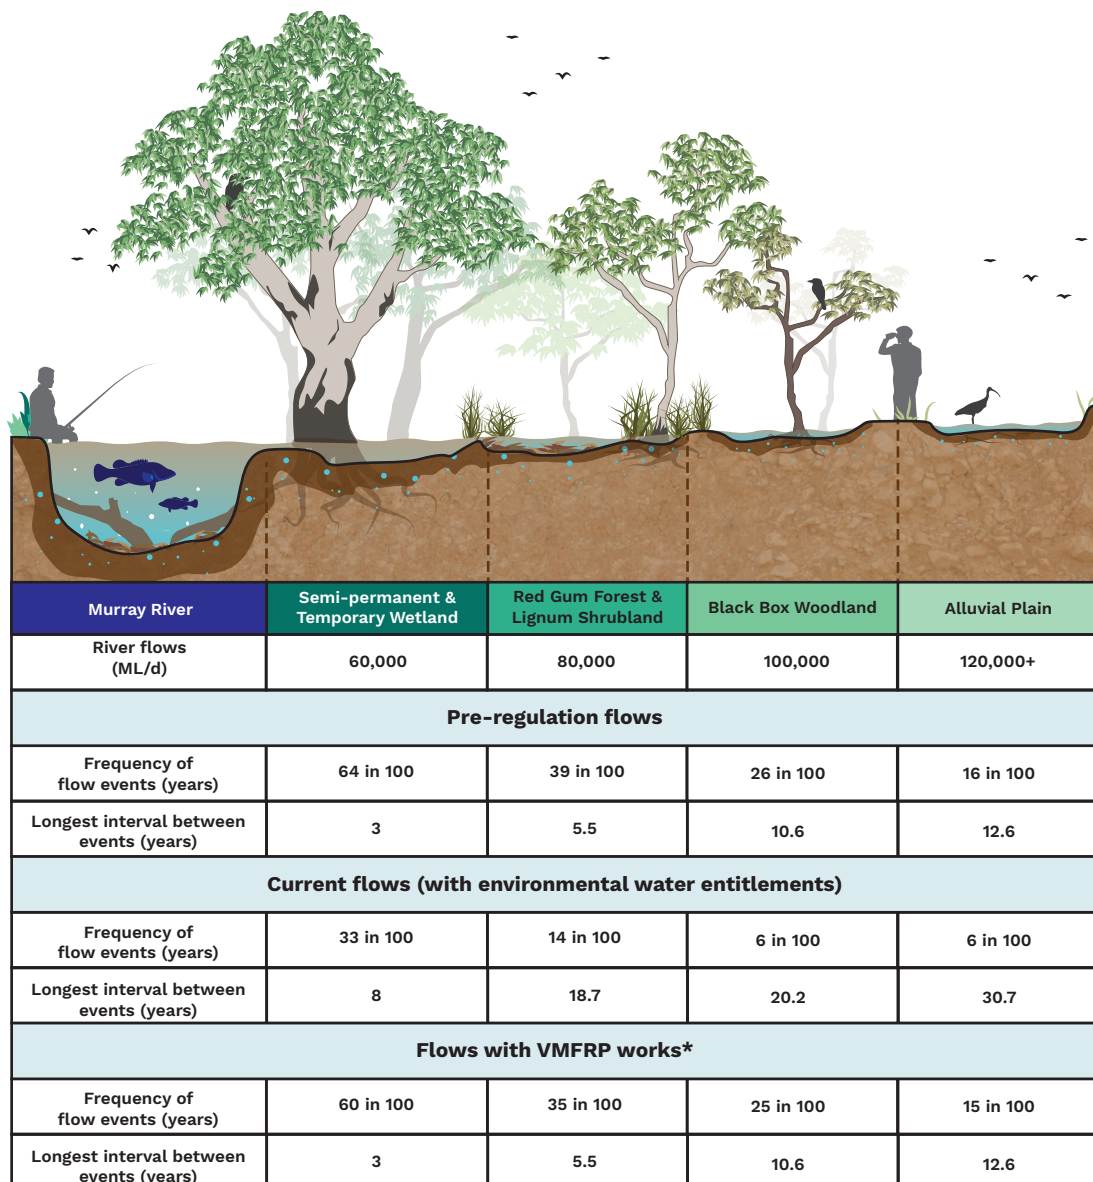 Murray River
Semi-permanent &
Temporary Wetland
Red Gum Forest &
Lignum Shrubland
Black Box Woodland
Alluvial Plain
River flows
(ML/d)
60,000
80,000
100,000
120,000+
Pre-regulation flows
Frequency of
flow events (years)
64 in 100
39 in 100
26 in 100
16 in 100
Longest interval between
events (years)
3
5.5
10.6
12.6
Current flows (with environmental water entitlements)
Frequency of
flow events (years)
33 in 100
14 in 100
6 in 100
6 in 100
Longest interval between
events (years)
8
18.7
20.2
30.7
Flows with VMFRP works*
Frequency of
flow events (years)
60 in 100
35 in 100
25 in 100
15 in 100
Longest interval between
events (years)
3
5.5
10.6
12.6